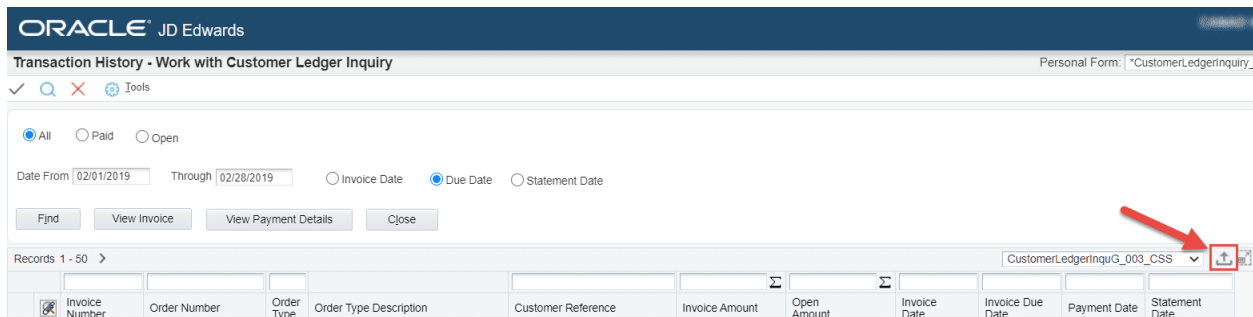 ORACLE® JD Edwards
Transaction History - Work with Customer Ledger Inquiry Personal Form: *CustomerLedgerInquiry_
Tools
All Paid Open
Date From 02/01/2019 Through 02/28/2019 Invoice Date Due Date Statement Date
Find View Invoice View Payment Details Close
Records 1 - 50 > CustomerLedgerInquG_003_CSS
Σ Σ
Invoice Number Order Number Order Type Order Type Description Customer Reference Invoice Amount Open Amount Invoice Date Invoice Due Date Payment Date Statement Date